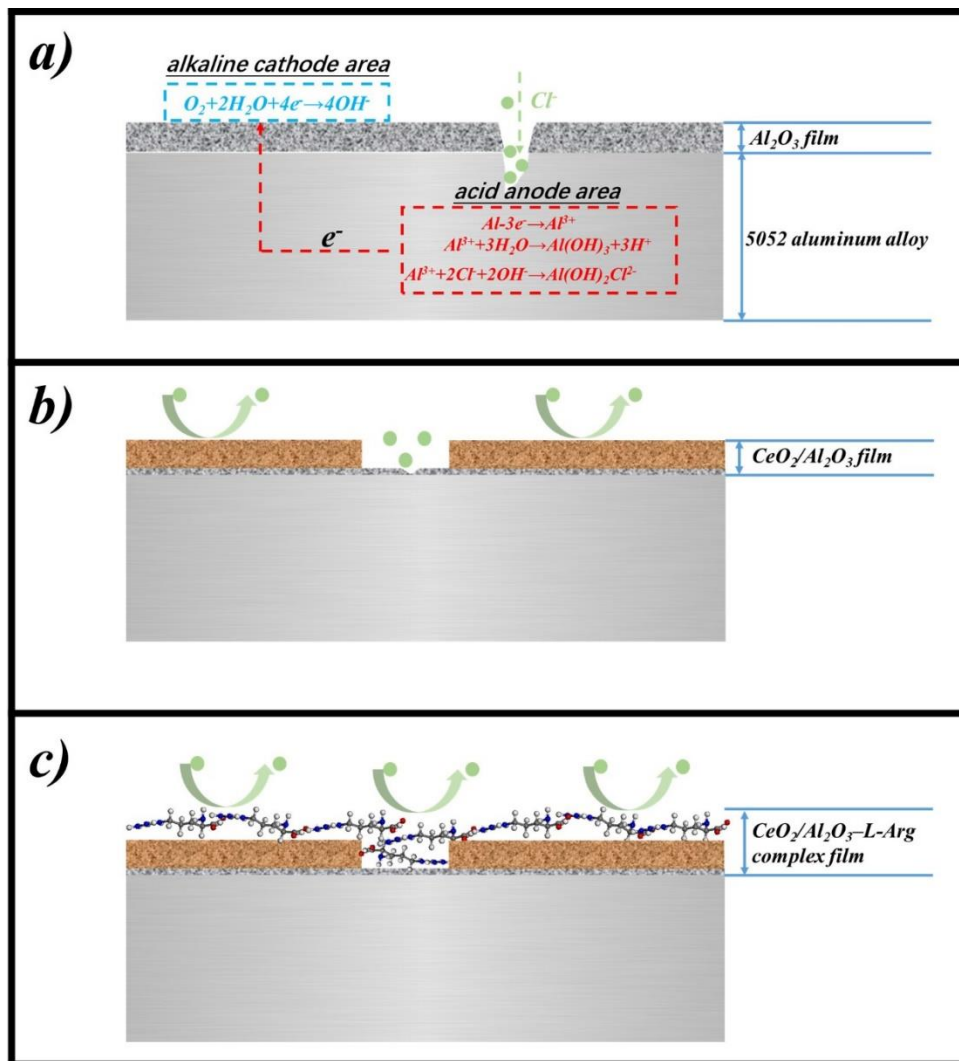 a)
alkaline cathode area
O₂+2H₂O+4e⁻→4OH⁻
Cl⁻
Al₂O₃ film
acid anode area
Al-3e⁻→Al³⁺
Al³⁺+3H₂O→Al(OH)₃+3H⁺
Al³⁺+2Cl⁻+2OH⁻→Al(OH)₂Cl²⁻
e⁻
5052 aluminum alloy
b)
CeO₂/Al₂O₃ film
c)
CeO₂/Al₂O₃–L-Arg
complex film